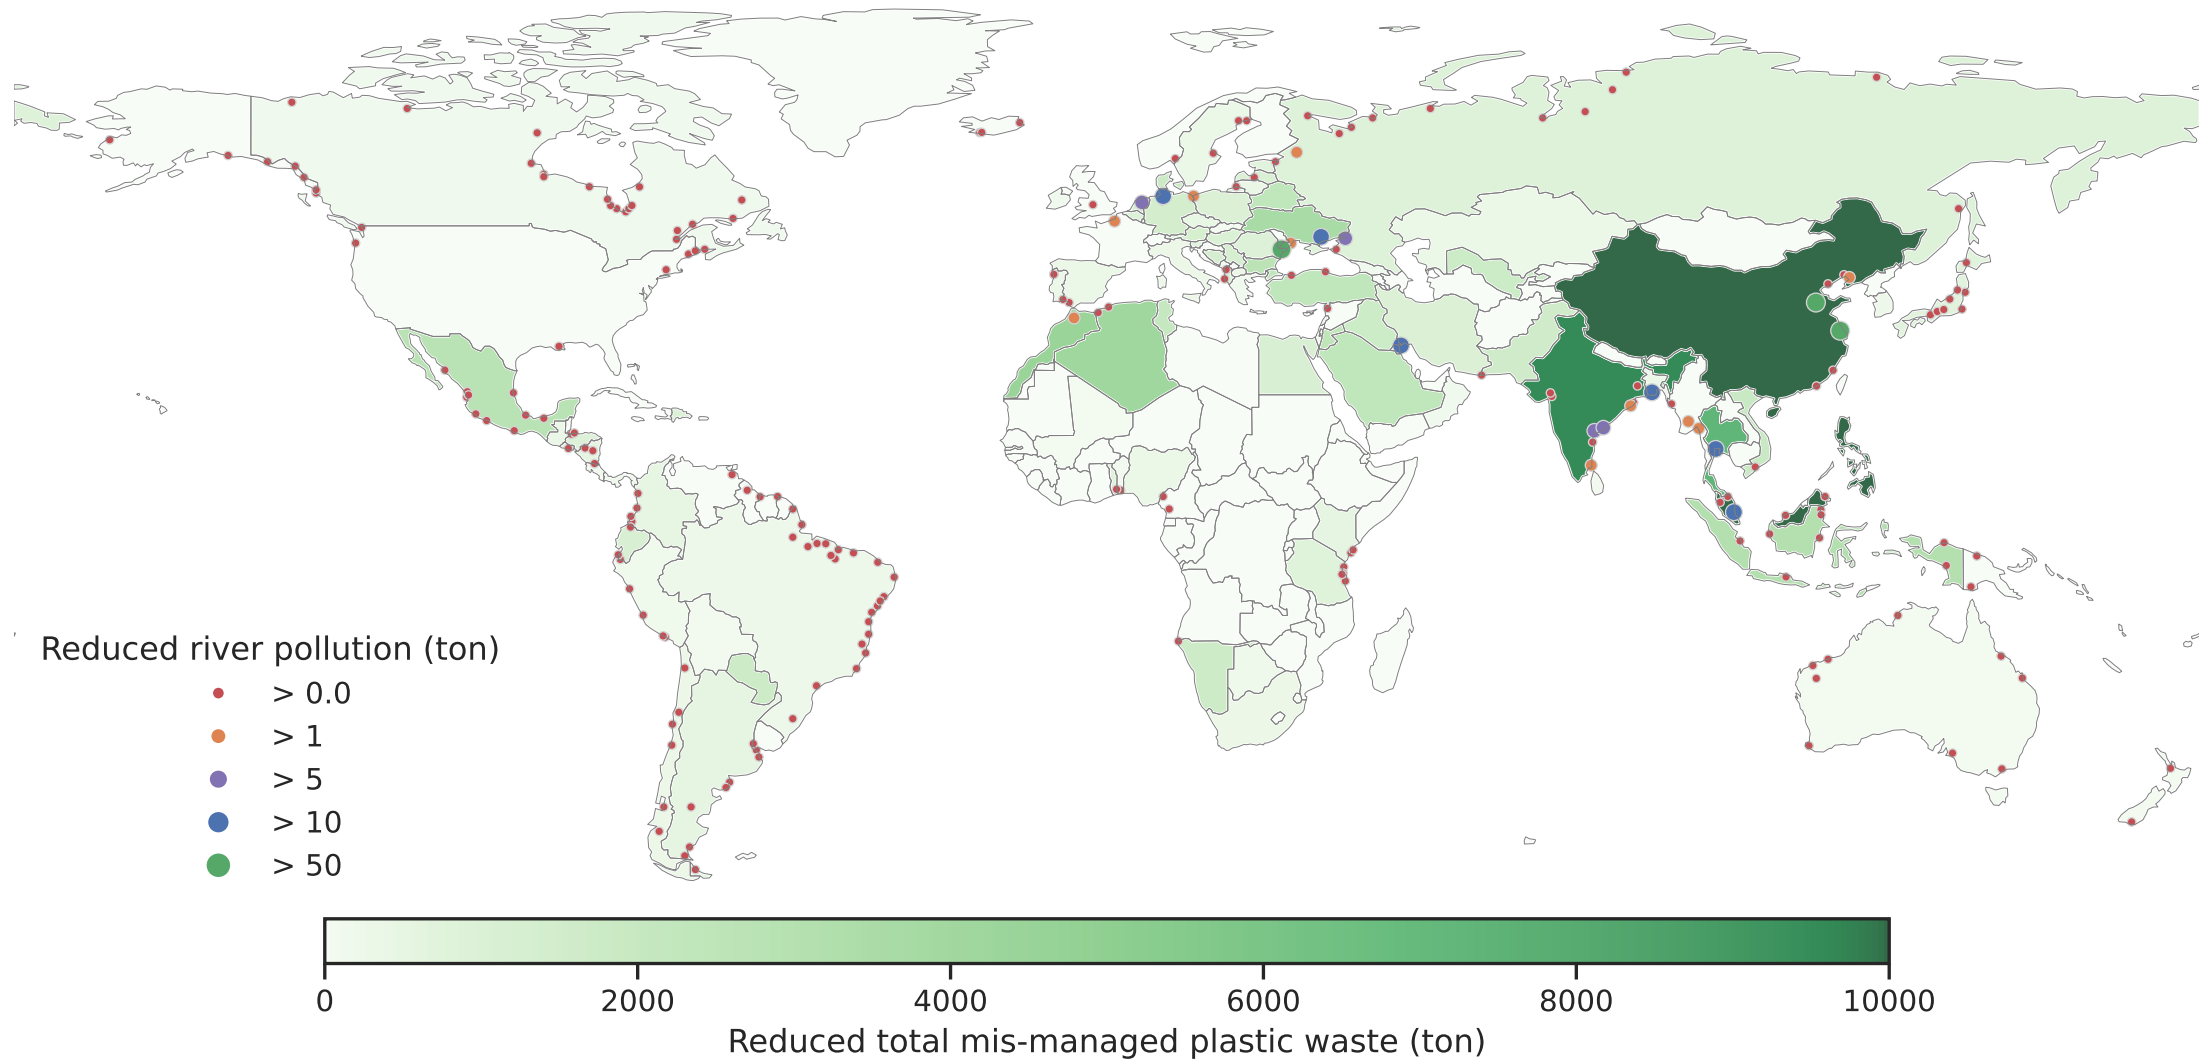 Reduced river pollution (ton)
> 0.0
> 1
> 5
> 10
> 50
0 2000 4000 6000 8000 10000
Reduced total mis-managed plastic waste (ton)